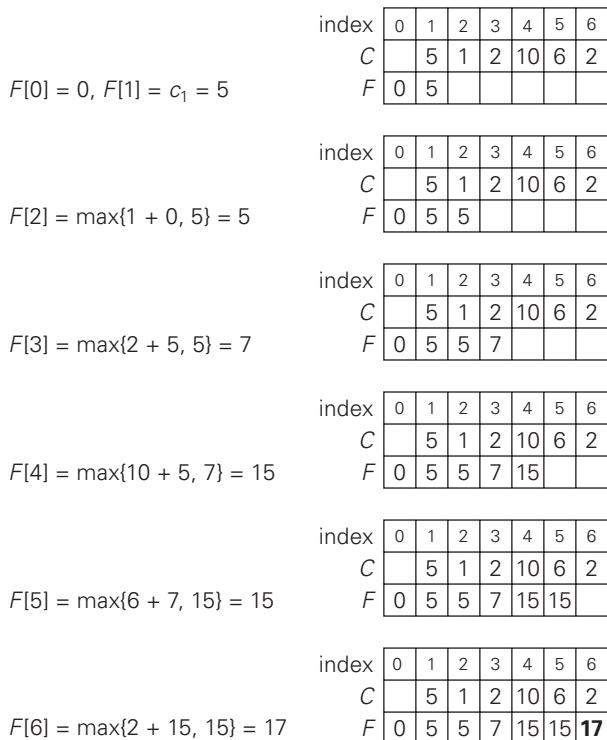 index 0 1 2 3 4 5 6
C 5 1 2 10 6 2
F[0] = 0, F[1] = c₁ = 5 F 0 5
index 0 1 2 3 4 5 6
C 5 1 2 10 6 2
F[2] = max{1 + 0, 5} = 5 F 0 5 5
index 0 1 2 3 4 5 6
C 5 1 2 10 6 2
F[3] = max{2 + 5, 5} = 7 F 0 5 5 7
index 0 1 2 3 4 5 6
C 5 1 2 10 6 2
F[4] = max{10 + 5, 7} = 15 F 0 5 5 7 15
index 0 1 2 3 4 5 6
C 5 1 2 10 6 2
F[5] = max{6 + 7, 15} = 15 F 0 5 5 7 15 15
index 0 1 2 3 4 5 6
C 5 1 2 10 6 2
F[6] = max{2 + 15, 15} = 17 F 0 5 5 7 15 15 17